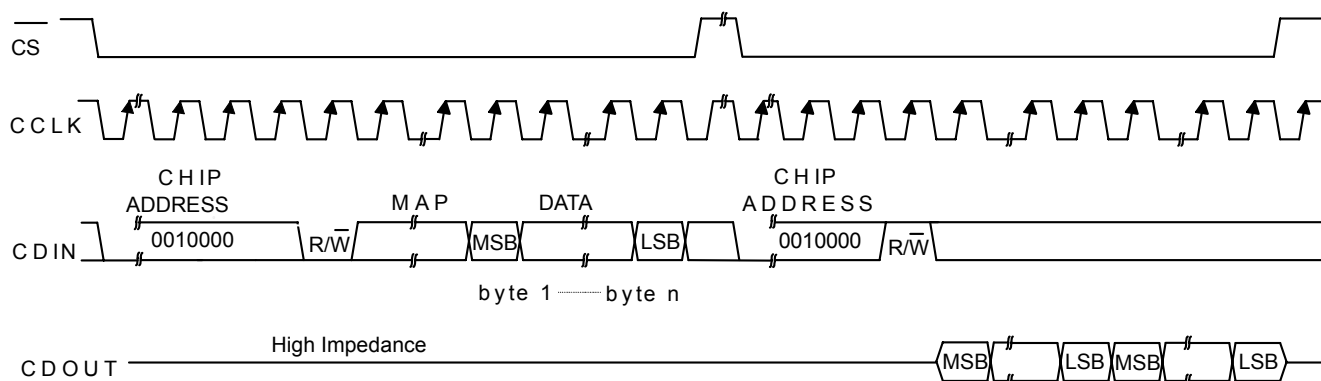 C̅S̅
CCLK
CHIP
ADDRESS
MAP
DATA
CHIP
ADDRESS
CDIN
0010000
R/W̅
MSB
LSB
0010000
R/W̅
byte 1 ········ byte n
High Impedance
CDOUT
MSB
LSB
MSB
LSB